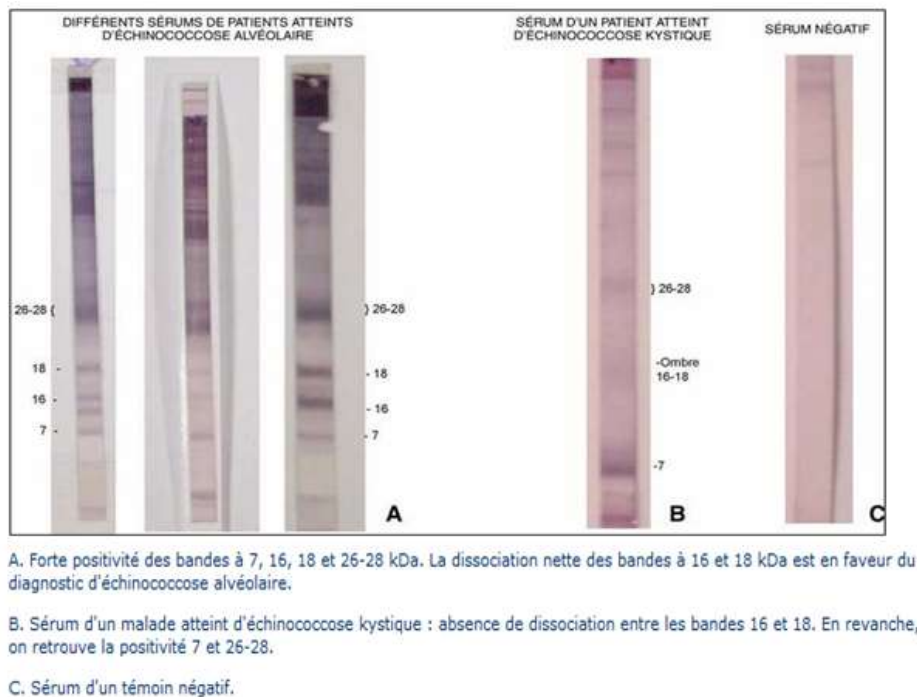 DIFFÉRENTS SÉRUMS DE PATIENTS ATTEINTS
D'ÉCHINOCOCCOSE ALVÉOLAIRE
SÉRUM D'UN PATIENT ATTEINT
D'ÉCHINOCOCCOSE KYSTIQUE
SÉRUM NÉGATIF
26-28 {
18 -
16 -
7 -
} 26-28
- 18
- 16
- 7
A
} 26-28
-Ombre
16-18
-7
B
C
A. Forte positivité des bandes à 7, 16, 18 et 26-28 kDa. La dissociation nette des bandes à 16 et 18 kDa est en faveur du
diagnostic d'échinococcose alvéolaire.
B. Sérum d'un malade atteint d'échinococcose kystique : absence de dissociation entre les bandes 16 et 18. En revanche,
on retrouve la positivité 7 et 26-28.
C. Sérum d'un témoin négatif.